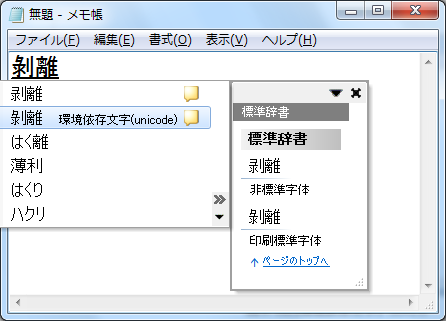 無題 - メモ帳
ファイル(F) 編集(E) 書式(O) 表示(V) ヘルプ(H)
剝離
剥離
剝離 環境依存文字(unicode)
はく離
薄利
はくり
ハクリ
標準辞書
標準辞書
剥離
非標準字体
剝離
印刷標準字体
ページのトップへ